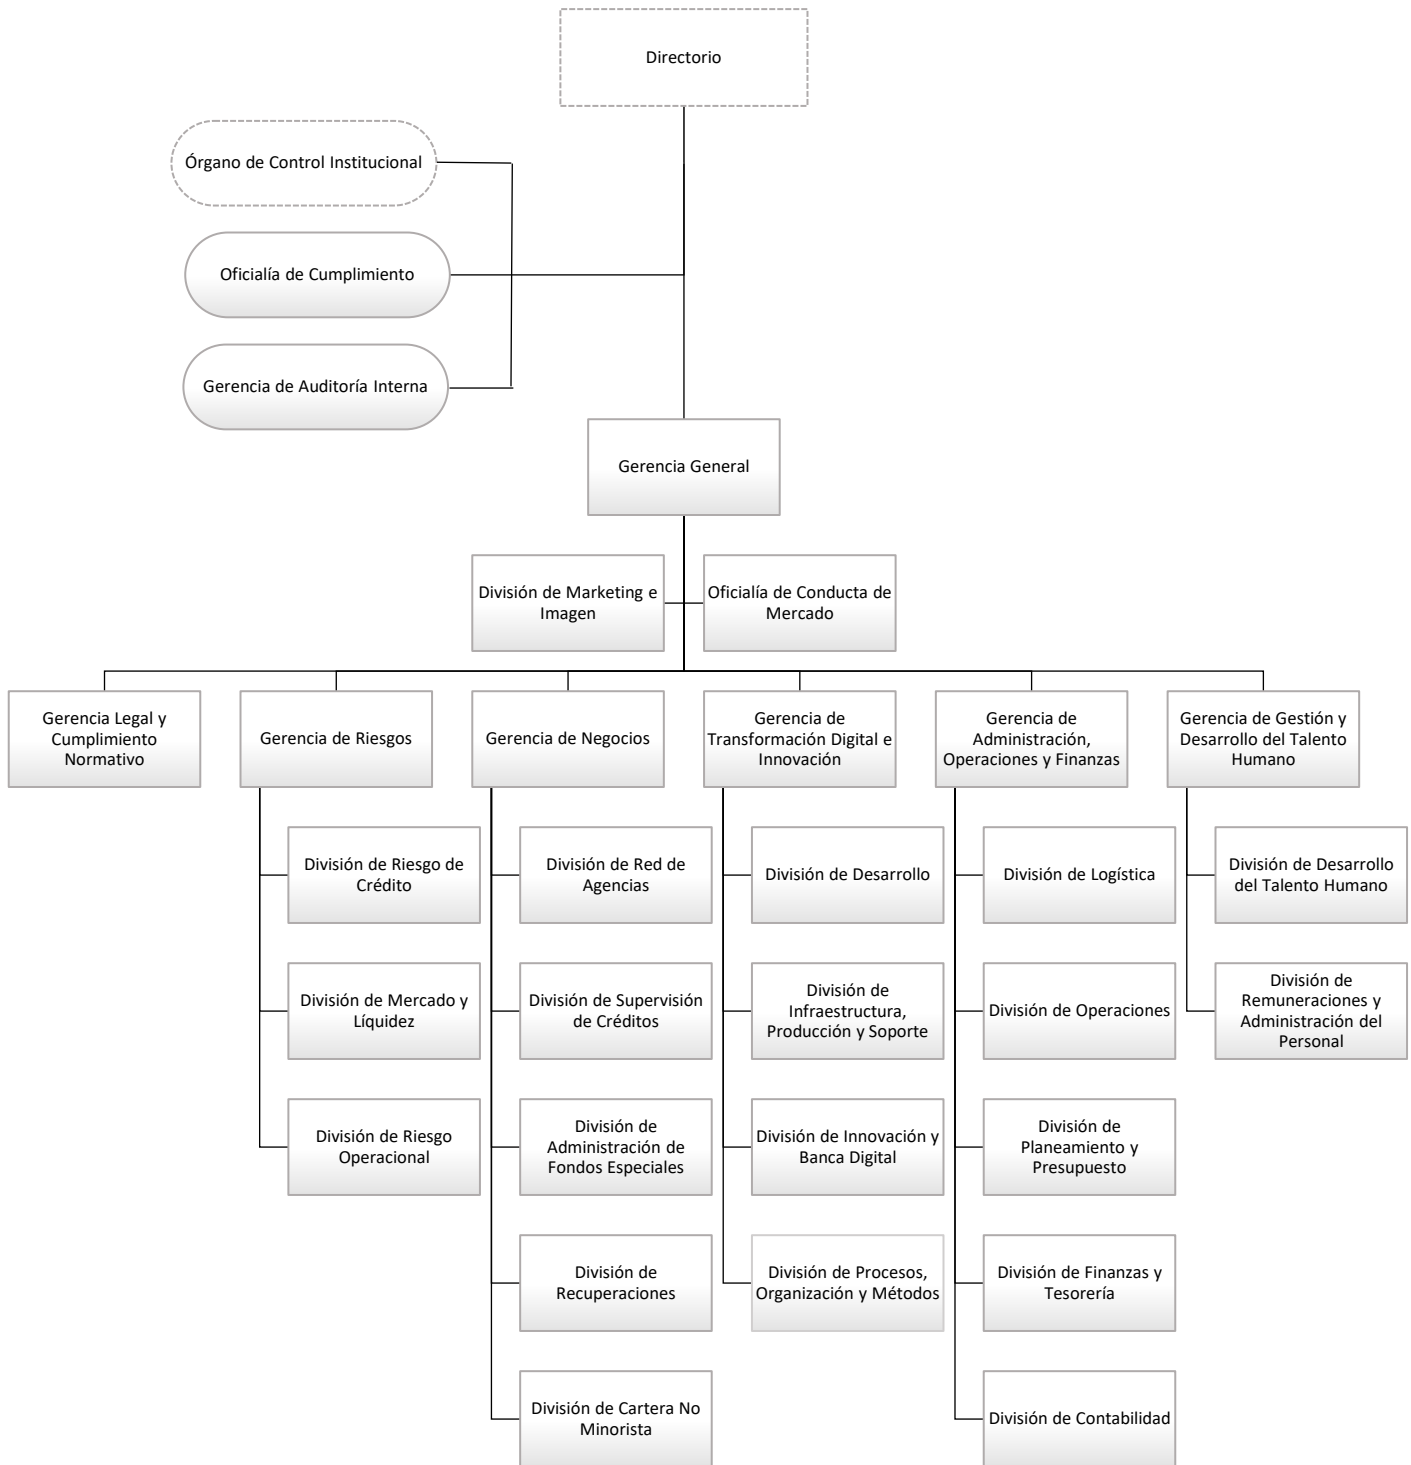 Directorio
Órgano de Control Institucional
Oficialía de Cumplimiento
Gerencia de Auditoría Interna
Gerencia General
División de Marketing e
Imagen
Oficialía de Conducta de
Mercado
Gerencia Legal y
Cumplimiento
Normativo
Gerencia de Riesgos
Gerencia de Negocios
Gerencia de
Transformación Digital e
Innovación
Gerencia de
Administración,
Operaciones y Finanzas
Gerencia de Gestión y
Desarrollo del Talento
Humano
División de Riesgo de
Crédito
División de Red de
Agencias
División de Desarrollo
División de Logística
División de Desarrollo
del Talento Humano
División de Mercado y
Líquidez
División de Supervisión
de Créditos
División de
Infraestructura,
Producción y Soporte
División de Operaciones
División de
Remuneraciones y
Administración del
Personal
División de Riesgo
Operacional
División de
Administración de
Fondos Especiales
División de Innovación y
Banca Digital
División de
Planeamiento y
Presupuesto
División de
Recuperaciones
División de Procesos,
Organización y Métodos
División de Finanzas y
Tesorería
División de Cartera No
Minorista
División de Contabilidad